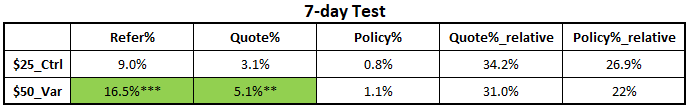 7-day Test
Refer% Quote% Policy% Quote%_relative Policy%_relative
$25_Ctrl 9.0% 3.1% 0.8% 34.2% 26.9%
$50_Var 16.5%*** 5.1%** 1.1% 31.0% 22%